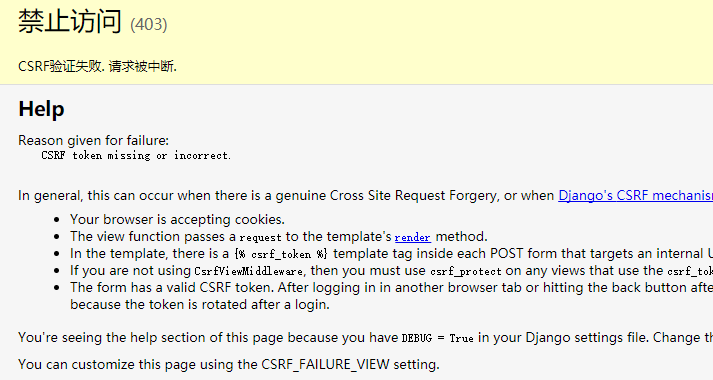 禁止访问 (403)
CSRF验证失败. 请求被中断.
Help
Reason given for failure:
CSRF token missing or incorrect.
In general, this can occur when there is a genuine Cross Site Request Forgery, or when Django's CSRF mechanism
Your browser is accepting cookies.
The view function passes a request to the template's render method.
In the template, there is a {% csrf_token %} template tag inside each POST form that targets an internal U
If you are not using CsrfViewMiddleware, then you must use csrf_protect on any views that use the csrf_tok
The form has a valid CSRF token. After logging in in another browser tab or hitting the back button afte
because the token is rotated after a login.
You're seeing the help section of this page because you have DEBUG = True in your Django settings file. Change th
You can customize this page using the CSRF_FAILURE_VIEW setting.